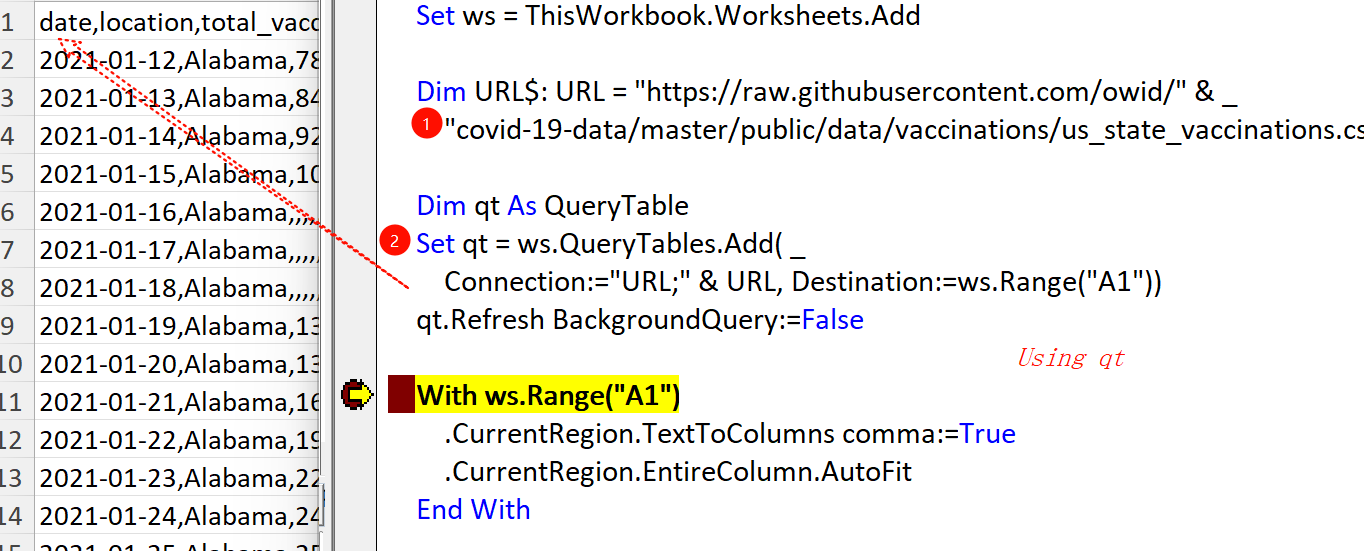 1 date,location,total_vacc
2 2021-01-12,Alabama,78
3 2021-01-13,Alabama,84
4 2021-01-14,Alabama,92
5 2021-01-15,Alabama,10
6 2021-01-16,Alabama,,,,
7 2021-01-17,Alabama,,,,,
8 2021-01-18,Alabama,,,,,
9 2021-01-19,Alabama,13
10 2021-01-20,Alabama,13
11 2021-01-21,Alabama,16
12 2021-01-22,Alabama,19
13 2021-01-23,Alabama,22
14 2021-01-24,Alabama,24
15 2021-01-25,Alabama,25
Set ws = ThisWorkbook.Worksheets.Add
Dim URL$: URL = "https://raw.githubusercontent.com/owid/" & _
1 "covid-19-data/master/public/data/vaccinations/us_state_vaccinations.cs
Dim qt As QueryTable
2 Set qt = ws.QueryTables.Add( _
Connection:="URL;" & URL, Destination:=ws.Range("A1"))
qt.Refresh BackgroundQuery:=False
Using qt
With ws.Range("A1")
.CurrentRegion.TextToColumns comma:=True
.CurrentRegion.EntireColumn.AutoFit
End With